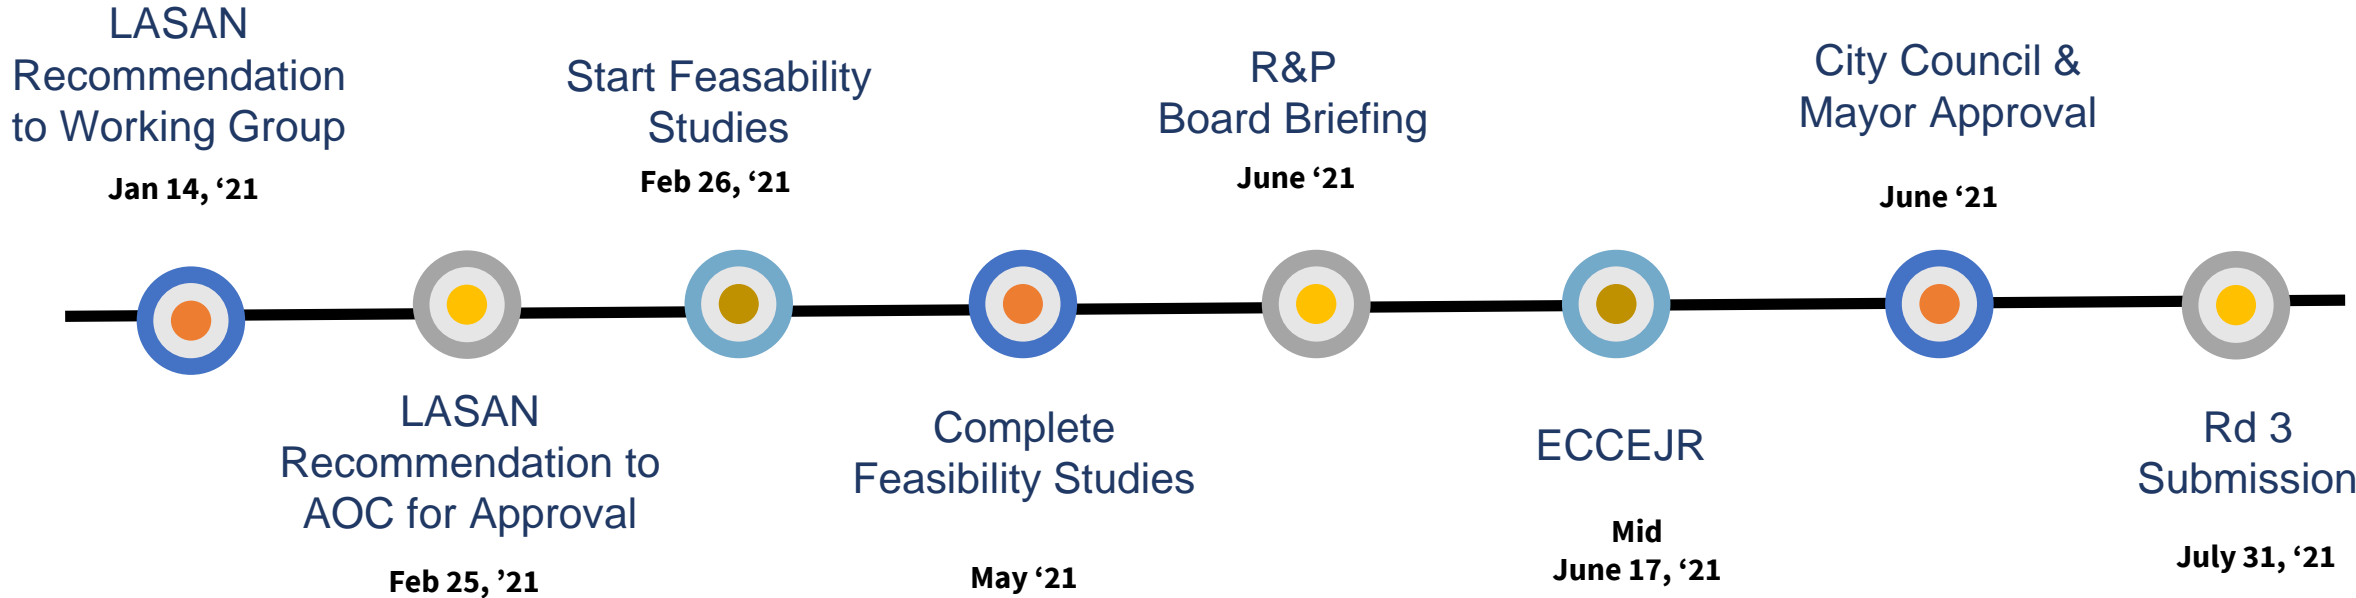 LASAN
Recommendation
to Working Group
Jan 14, ‘21
LASAN
Recommendation to
AOC for Approval
Feb 25, ’21
Start Feasability
Studies
Feb 26, ‘21
Complete
Feasibility Studies
May ‘21
R&P
Board Briefing
June ‘21
ECCEJR
Mid
June 17, ‘21
City Council &
Mayor Approval
June ‘21
Rd 3
Submission
July 31, ‘21